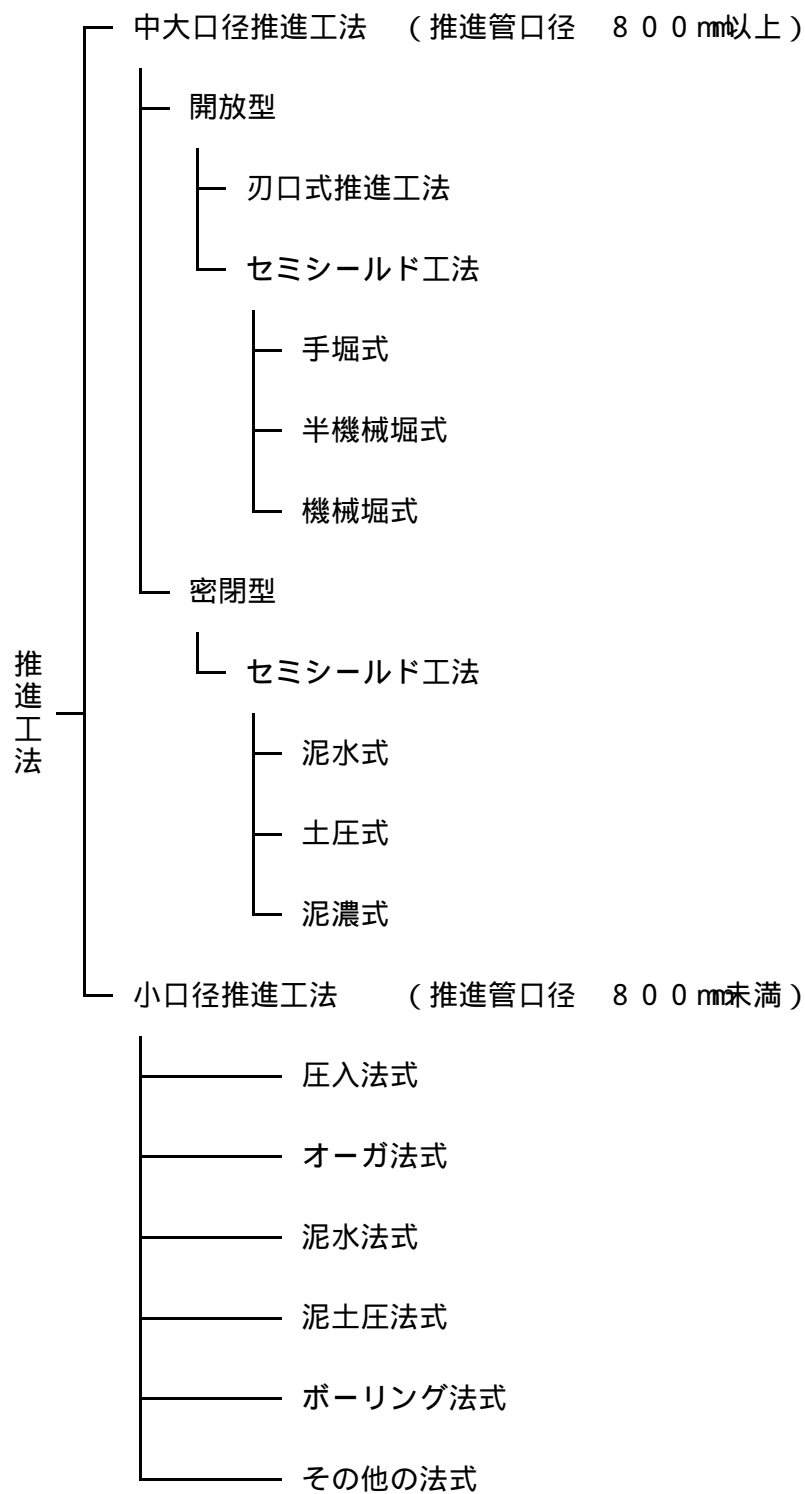 中大口径推進工法 (推進管口径 800㎜以上)
開放型
刃口式推進工法
セミシールド工法
手堀式
半機械堀式
機械堀式
密閉型
推進工法
セミシールド工法
泥水式
土圧式
泥濃式
小口径推進工法 (推進管口径 800㎜未満)
圧入法式
オーガ法式
泥水法式
泥土圧法式
ボーリング法式
その他の法式